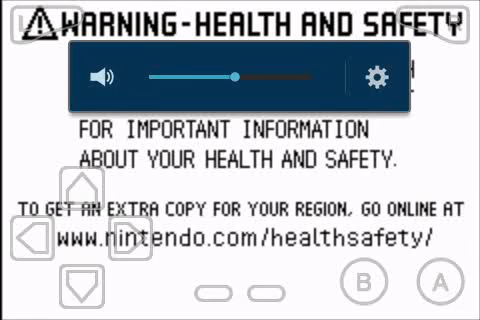 ⚠WARNING-HEALTH AND SAFETY
FOR IMPORTANT INFORMATION
ABOUT YOUR HEALTH AND SAFETY.
TO GET AN EXTRA COPY FOR YOUR REGION, GO ONLINE AT
www.nintendo.com/healthsafety/
B A